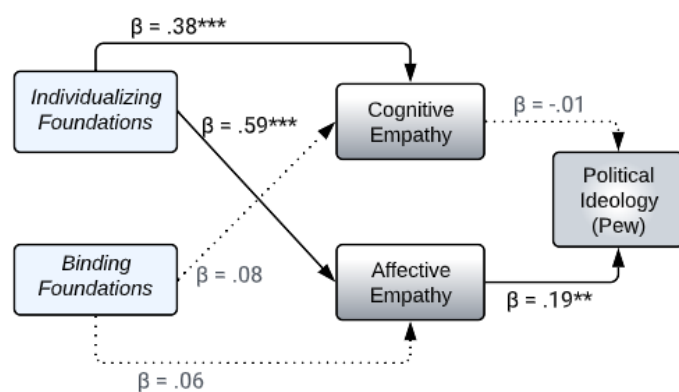 β = .38***
Individualizing
Foundations
Cognitive
Empathy
β = -.01
β = .59***
Political
Ideology
(Pew)
Binding
Foundations
β = .08
Affective
Empathy
β = .19**
β = .06